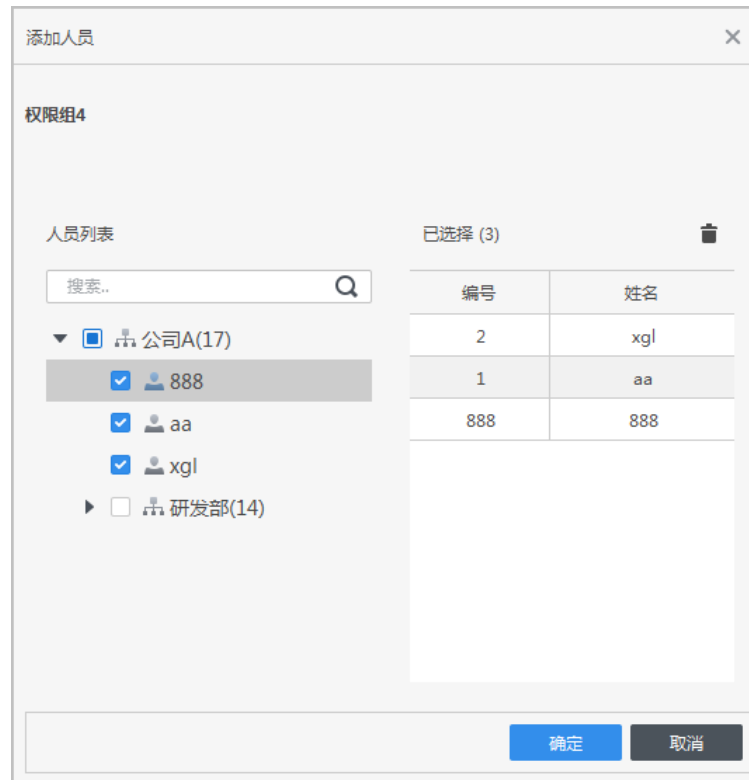 添加人员
权限组4
人员列表
搜索..
公司A(17)
888
aa
xgl
研发部(14)
已选择 (3)
编号 姓名
2 xgl
1 aa
888 888
确定 取消